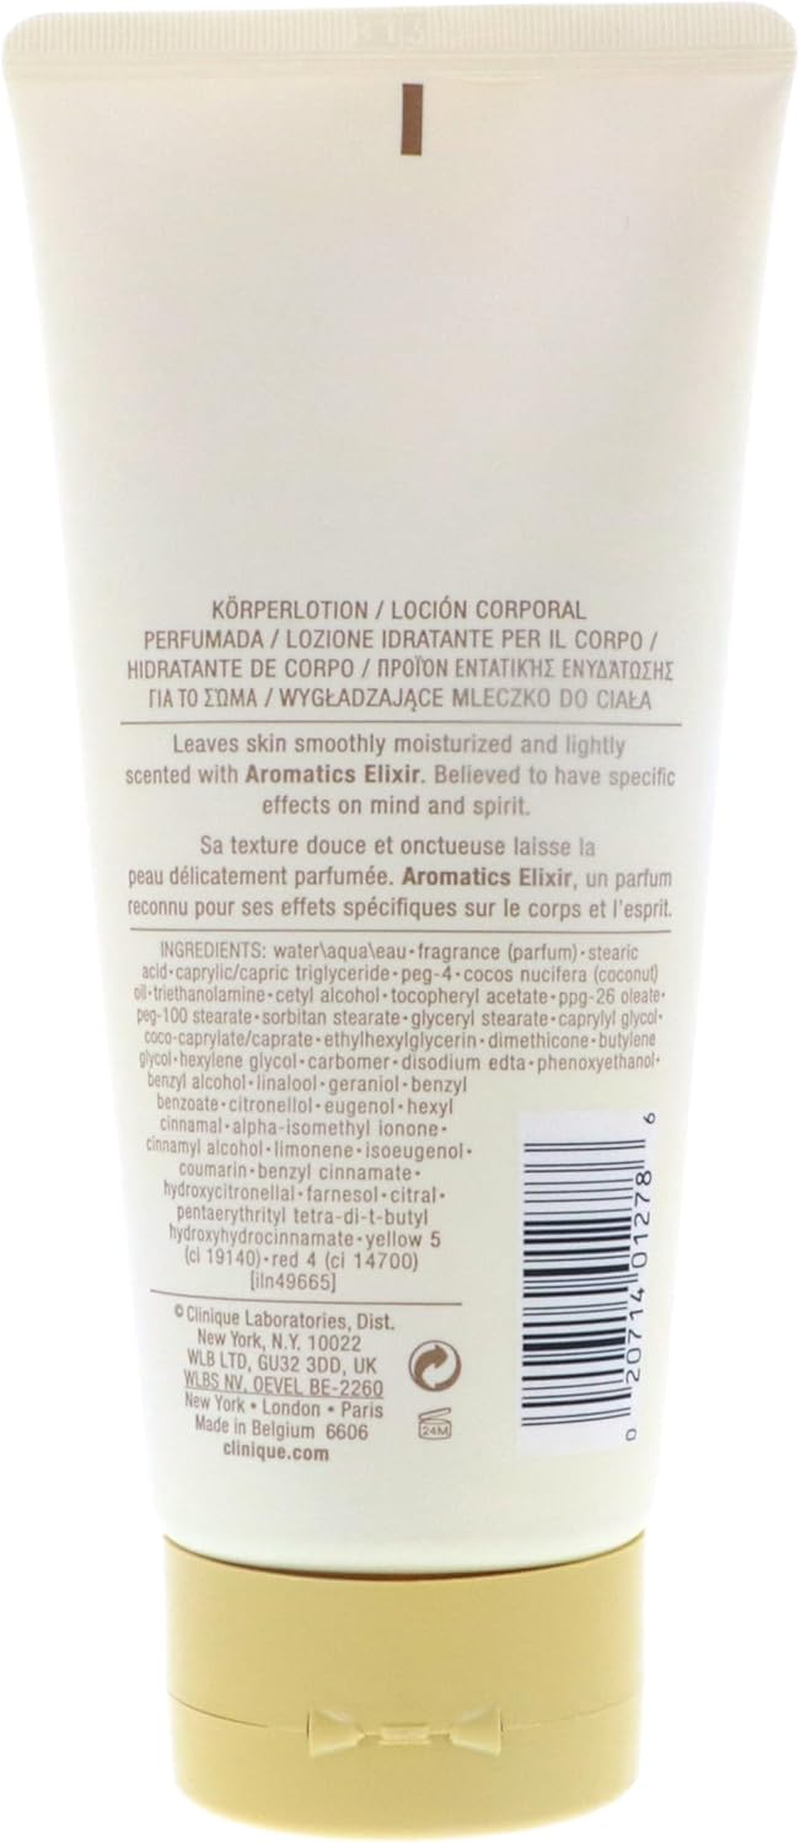 KÖRPERLOTION / LOCIÓN CORPORAL
PERFUMADA / LOZIONE IDRATANTE PER IL CORPO /
HIDRATANTE DE CORPO / ΠΡΟΪΌΝ ΕΝΤΑΤΙΚΉΣ ΕΝΥΔΆΤΩΣΗΣ
ΓΙΑ ΤΟ ΣΏΜΑ / WYGŁADZAJĄCE MLECZKO DO CIAŁA
Leaves skin smoothly moisturized and lightly
scented with Aromatics Elixir. Believed to have specific
effects on mind and spirit.
Sa texture douce et onctueuse laisse la
peau délicatement parfumée. Aromatics Elixir, un parfum
reconnu pour ses effets spécifiques sur le corps et l'esprit.
INGREDIENTS: water\aqua\eau•fragrance (parfum)•stearic
acid•caprylic/capric triglyceride•peg-4•cocos nucifera (coconut)
oil•triethanolamine•cetyl alcohol•tocopheryl acetate•ppg-26 oleate•
peg-100 stearate•sorbitan stearate•glyceryl stearate•caprylyl glycol•
coco-caprylate/caprate•ethylhexylglycerin•dimethicone•butylene
glycol•hexylene glycol•carbomer•disodium edta•phenoxyethanol•
benzyl alcohol•linalool•geraniol•benzyl
benzoate•citronellol•eugenol•hexyl
cinnamal•alpha-isomethyl ionone•
cinnamyl alcohol•limonene•isoeugenol•
coumarin•benzyl cinnamate•
hydroxycitronellal•farnesol•citral•
pentaerythrityl tetra-di-t-butyl
hydroxyhydrocinnamate•yellow 5
(ci 19140)•red 4 (ci 14700)
[iln49665]
© Clinique Laboratories, Dist.
New York, N.Y. 10022
WLB LTD, GU32 3DD, UK
WLBS NV, OEVEL BE-2260
New York • London • Paris
Made in Belgium 6606
clinique.com
24M
0 20714 01278 6